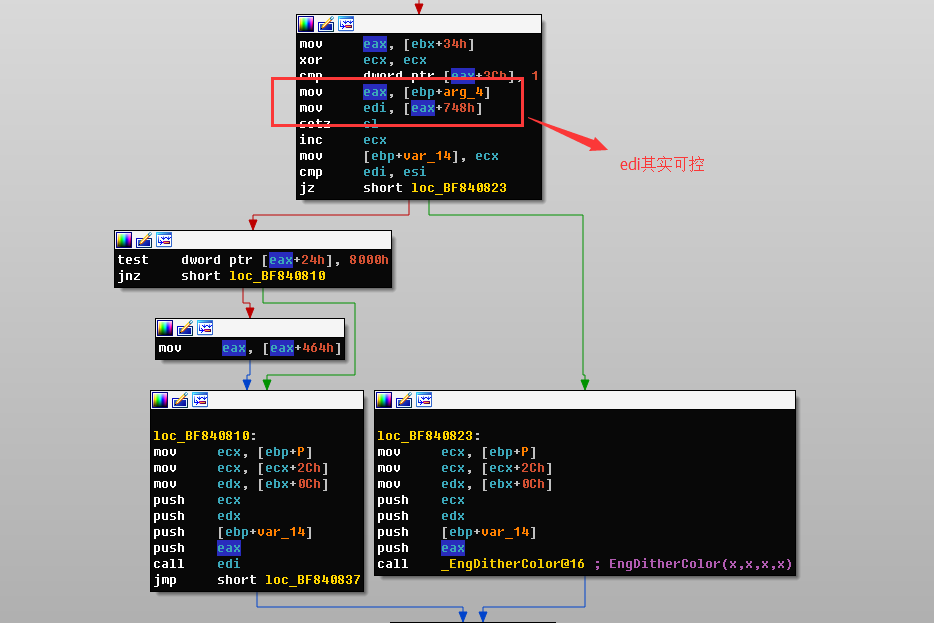 mov eax, [ebx+34h]
xor ecx, ecx
cmp dword ptr [eax+3Ch], 1
mov eax, [ebp+arg_4]
mov edi, [eax+748h]
setz cl
inc ecx
mov [ebp+var_14], ecx
cmp edi, esi
jz short loc_BF840823
edi其实可控
test dword ptr [eax+24h], 8000h
jnz short loc_BF840810
mov eax, [eax+464h]
loc_BF840810:
mov ecx, [ebp+P]
mov ecx, [ecx+2Ch]
mov edx, [ebx+0Ch]
push ecx
push edx
push [ebp+var_14]
push eax
call edi
jmp short loc_BF840837
loc_BF840823:
mov ecx, [ebp+P]
mov ecx, [ecx+2Ch]
mov edx, [ebx+0Ch]
push ecx
push edx
push [ebp+var_14]
push eax
call _EngDitherColor@16 ; EngDitherColor(x,x,x,x)